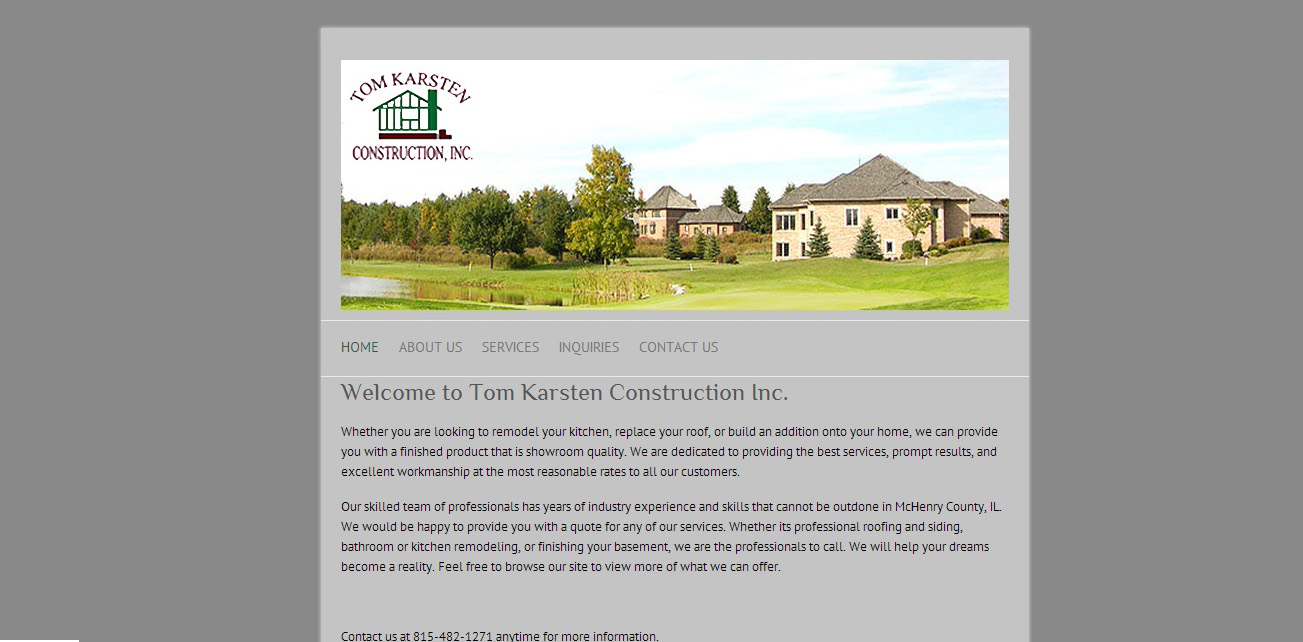 TOM KARSTEN
CONSTRUCTION, INC.
HOME ABOUT US SERVICES INQUIRIES CONTACT US
Welcome to Tom Karsten Construction Inc.
Whether you are looking to remodel your kitchen, replace your roof, or build an addition onto your home, we can provide
you with a finished product that is showroom quality. We are dedicated to providing the best services, prompt results, and
excellent workmanship at the most reasonable rates to all our customers.
Our skilled team of professionals has years of industry experience and skills that cannot be outdone in McHenry County, IL.
We would be happy to provide you with a quote for any of our services. Whether its professional roofing and siding,
bathroom or kitchen remodeling, or finishing your basement, we are the professionals to call. We will help your dreams
become a reality. Feel free to browse our site to view more of what we can offer.
Contact us at 815-482-1271 anytime for more information.